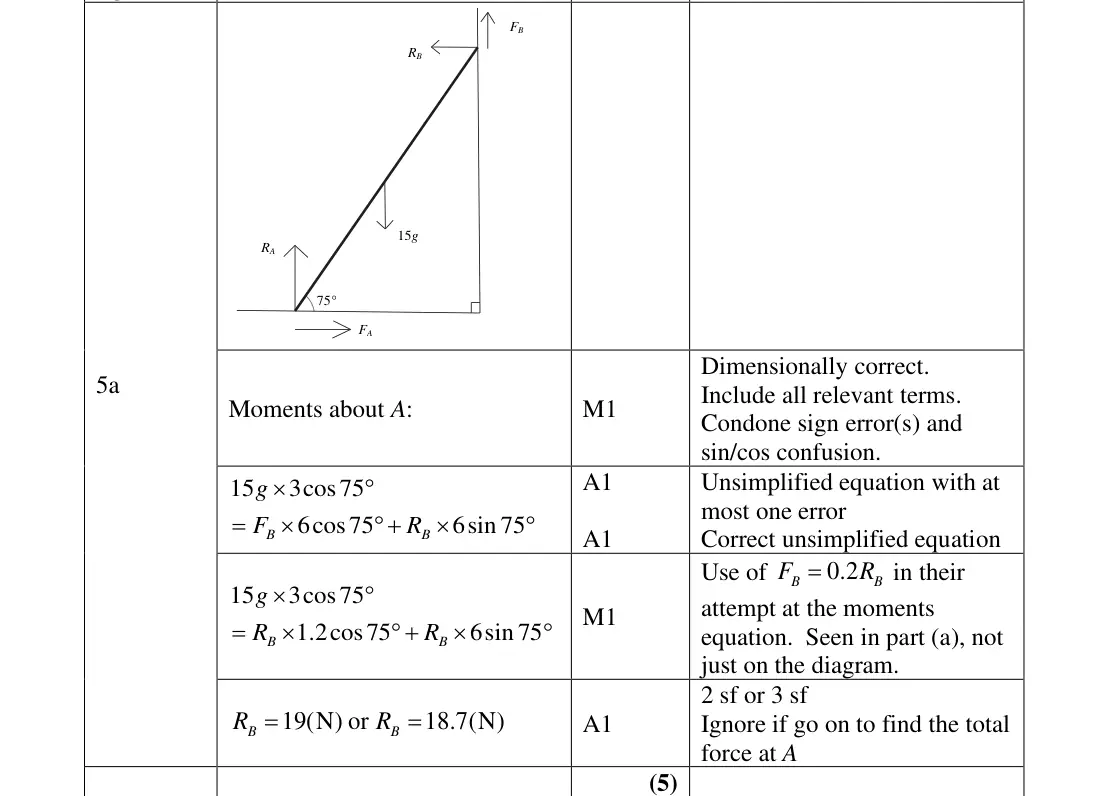 F_B
R_B
15g
R_A
75°
F_A
5a
Moments about A:
M1
Dimensionally correct.
Include all relevant terms.
Condone sign error(s) and
sin/cos confusion.
15g × 3cos 75°
= F_B × 6cos 75° + R_B × 6sin 75°
A1
A1
Unsimplified equation with at
most one error
Correct unsimplified equation
15g × 3cos 75°
= R_B × 1.2cos 75° + R_B × 6sin 75°
M1
Use of F_B = 0.2R_B in their
attempt at the moments
equation.  Seen in part (a), not
just on the diagram.
R_B = 19(N) or R_B = 18.7(N)
A1
2 sf or 3 sf
Ignore if go on to find the total
force at A
(5)